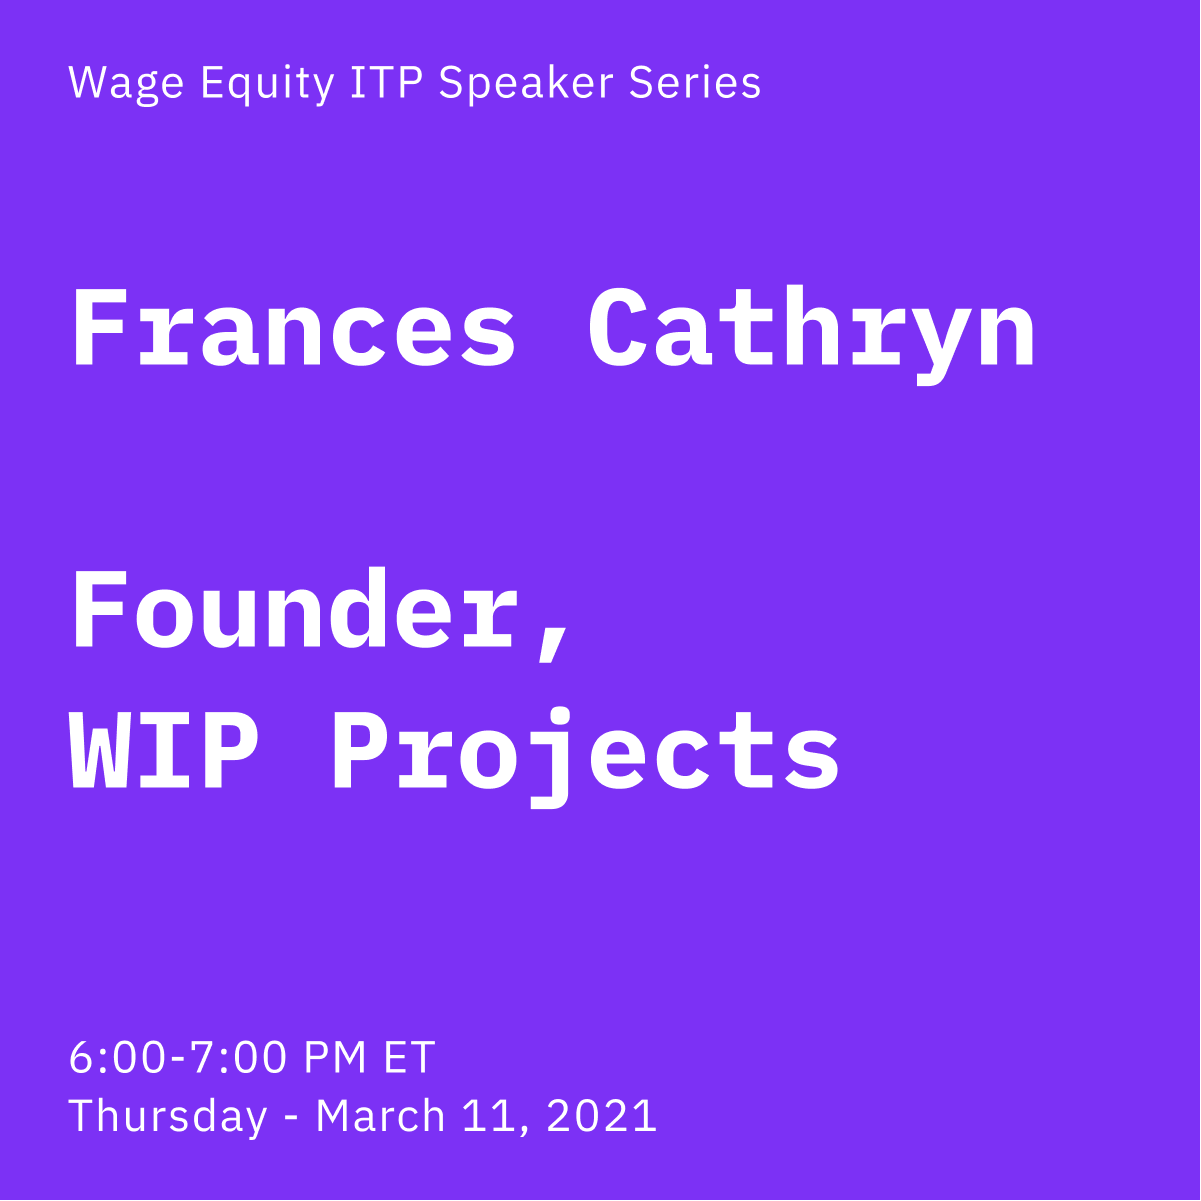 Wage Equity ITP Speaker Series
Frances Cathryn
Founder,
WIP Projects
6:00-7:00 PM ET
Thursday - March 11, 2021